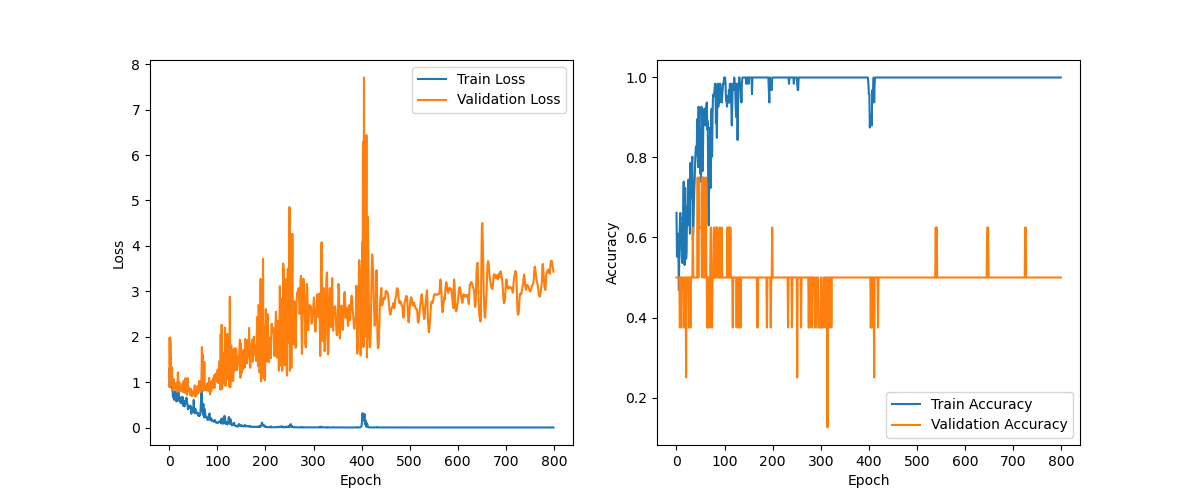 8
7
6
5
4
3
2
1
0
Loss
0 100 200 300 400 500 600 700 800
Epoch
Train Loss
Validation Loss
1.0
0.8
0.6
0.4
0.2
Accuracy
0 100 200 300 400 500 600 700 800
Epoch
Train Accuracy
Validation Accuracy